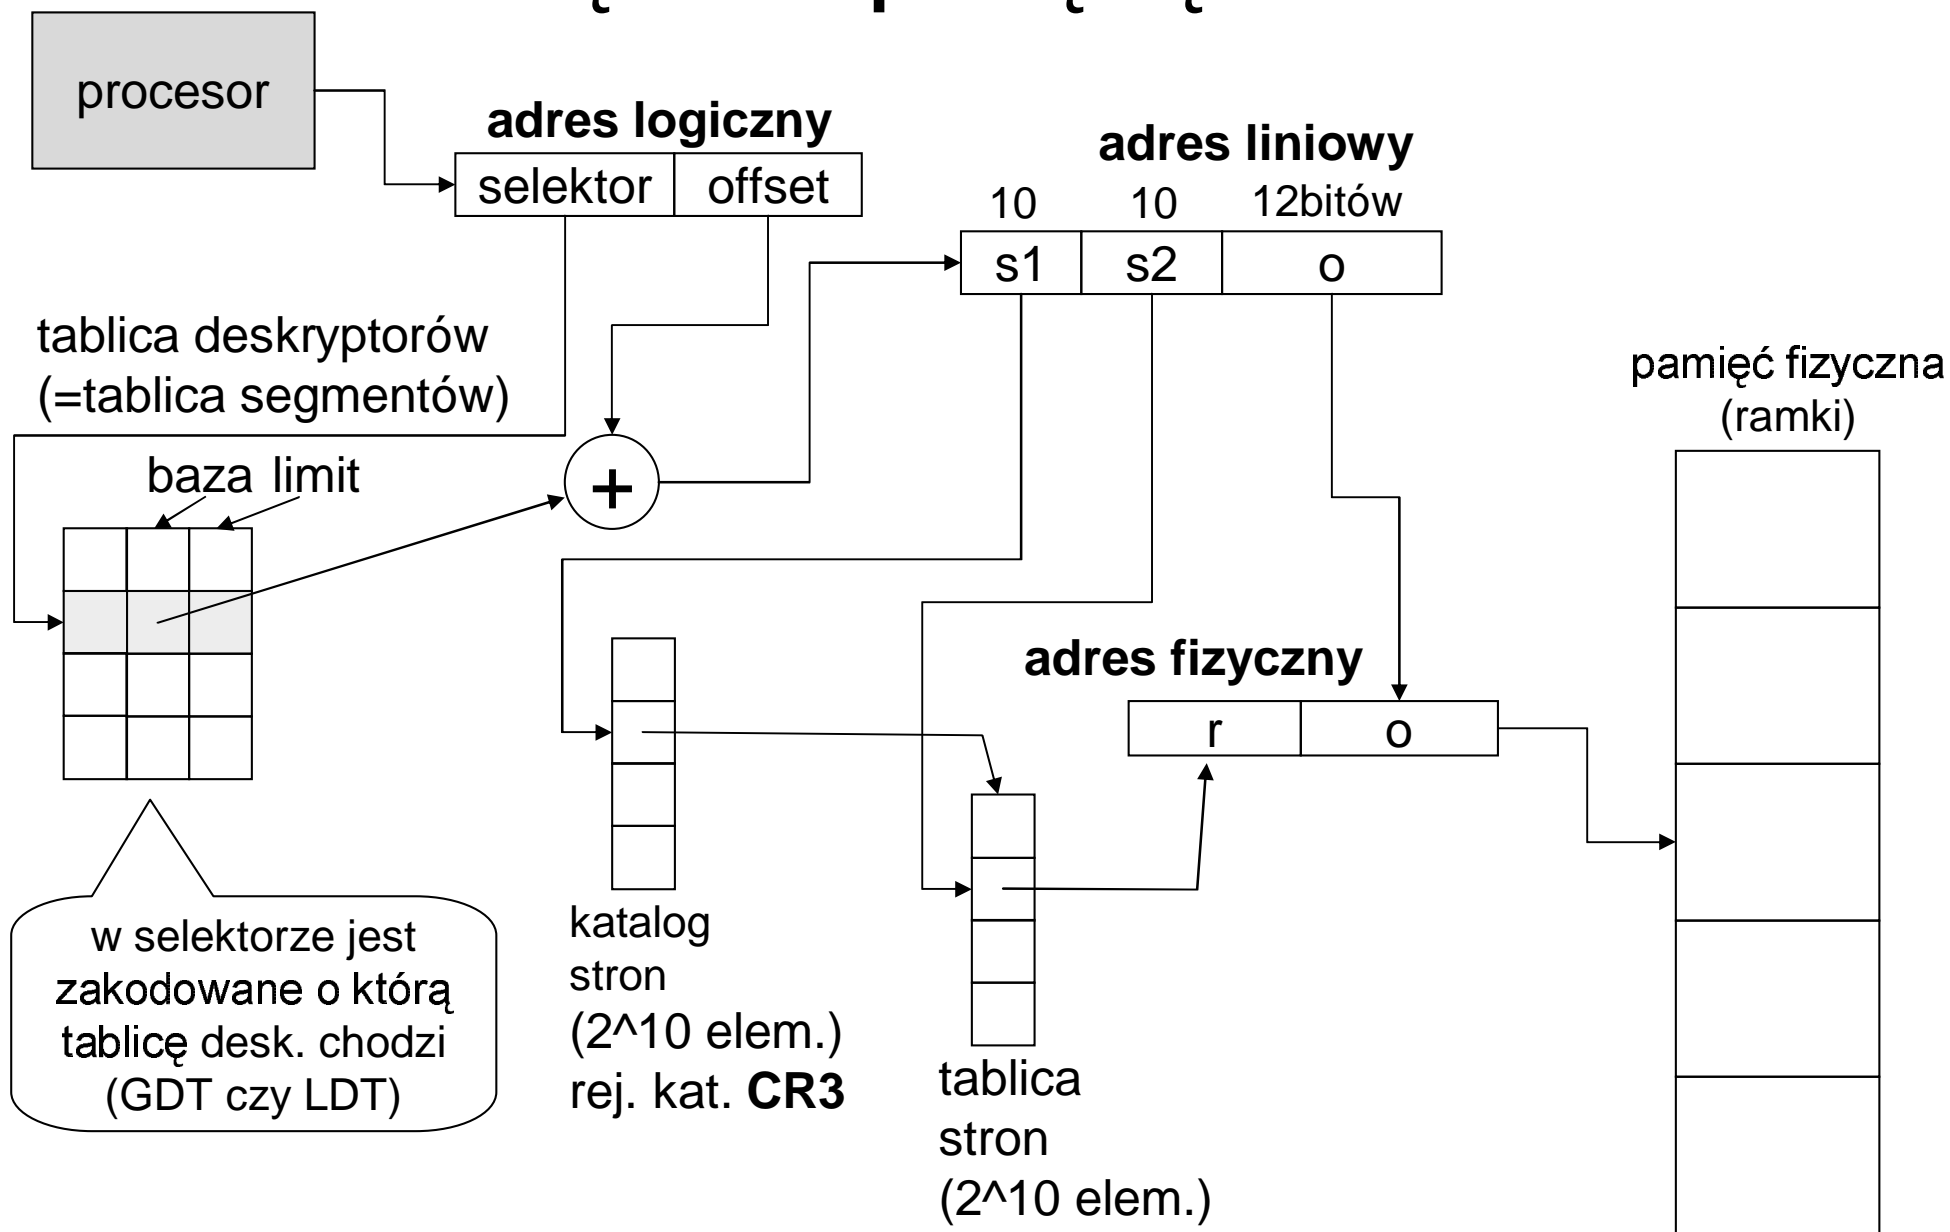 procesor
adres logiczny
selektor offset
adres liniowy
10 10 12bitów
s1 s2 o
tablica deskryptorów
(=tablica segmentów)
baza limit
+
pamięć fizyczna
(ramki)
adres fizyczny
r o
w selektorze jest
zakodowane o którą
tablicę desk. chodzi
(GDT czy LDT)
katalog
stron
(2^10 elem.)
rej. kat. CR3
tablica
stron
(2^10 elem.)